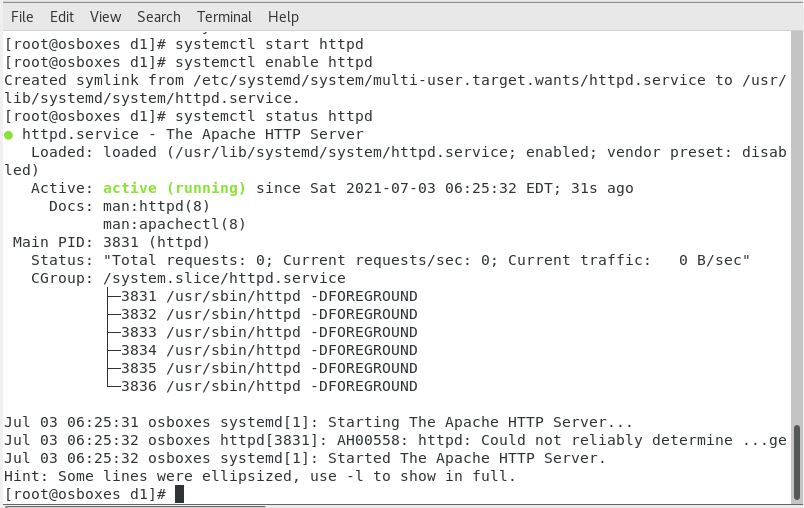 File Edit View Search Terminal Help
[root@osboxes d1]# systemctl start httpd
[root@osboxes d1]# systemctl enable httpd
Created symlink from /etc/systemd/system/multi-user.target.wants/httpd.service to /usr/
lib/systemd/system/httpd.service.
[root@osboxes d1]# systemctl status httpd
● httpd.service - The Apache HTTP Server
   Loaded: loaded (/usr/lib/systemd/system/httpd.service; enabled; vendor preset: disab
led)
   Active: active (running) since Sat 2021-07-03 06:25:32 EDT; 31s ago
     Docs: man:httpd(8)
           man:apachectl(8)
 Main PID: 3831 (httpd)
   Status: "Total requests: 0; Current requests/sec: 0; Current traffic:   0 B/sec"
   CGroup: /system.slice/httpd.service
           ├─3831 /usr/sbin/httpd -DFOREGROUND
           ├─3832 /usr/sbin/httpd -DFOREGROUND
           ├─3833 /usr/sbin/httpd -DFOREGROUND
           ├─3834 /usr/sbin/httpd -DFOREGROUND
           ├─3835 /usr/sbin/httpd -DFOREGROUND
           └─3836 /usr/sbin/httpd -DFOREGROUND

Jul 03 06:25:31 osboxes systemd[1]: Starting The Apache HTTP Server...
Jul 03 06:25:32 osboxes httpd[3831]: AH00558: httpd: Could not reliably determine ...ge
Jul 03 06:25:32 osboxes systemd[1]: Started The Apache HTTP Server.
Hint: Some lines were ellipsized, use -l to show in full.
[root@osboxes d1]#